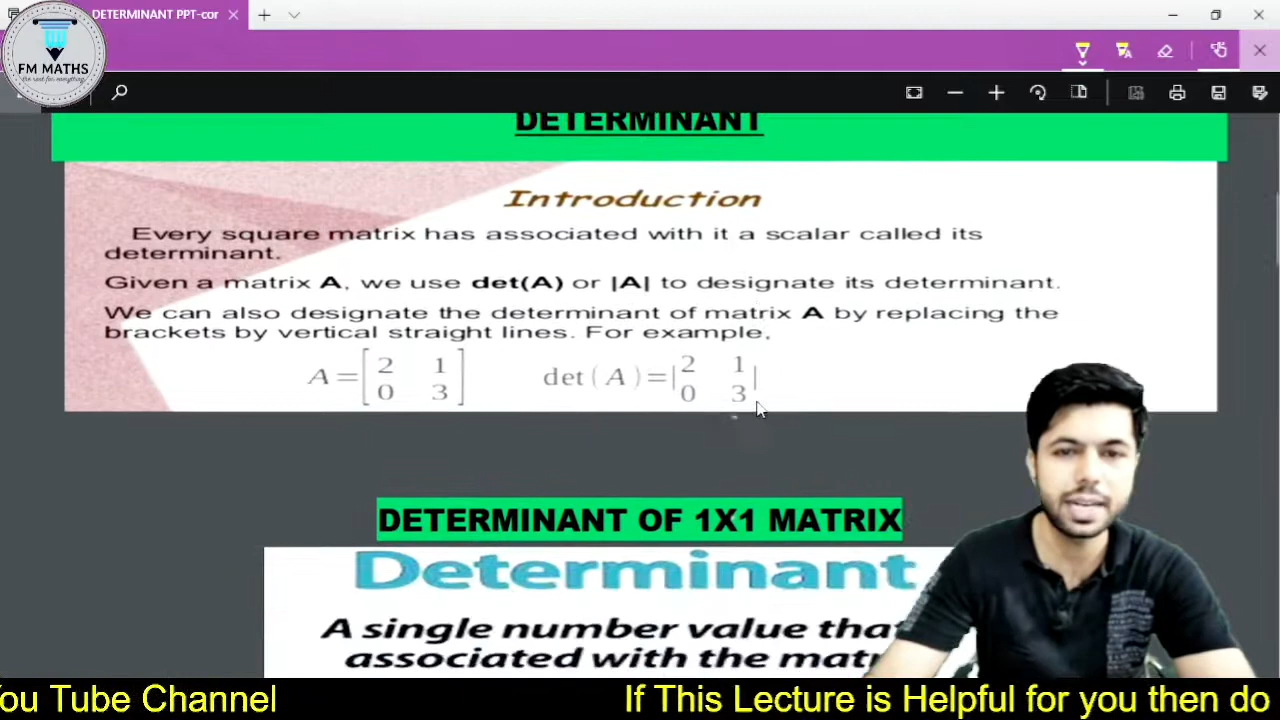 DETERMINANT PPT-cor
FM MATHS
DETERMINANT
Introduction
Every square matrix has associated with it a scalar called its
determinant.
Given a matrix A, we use det(A) or |A| to designate its determinant.
We can also designate the determinant of matrix A by replacing the
brackets by vertical straight lines. For example,
A = [ 2 1 ] det ( A ) = | 2 1 |
[ 0 3 ] | 0 3 |
DETERMINANT OF 1X1 MATRIX
Determinant
A single number value that
associated with the matr
You Tube Channel If This Lecture is Helpful for you then do